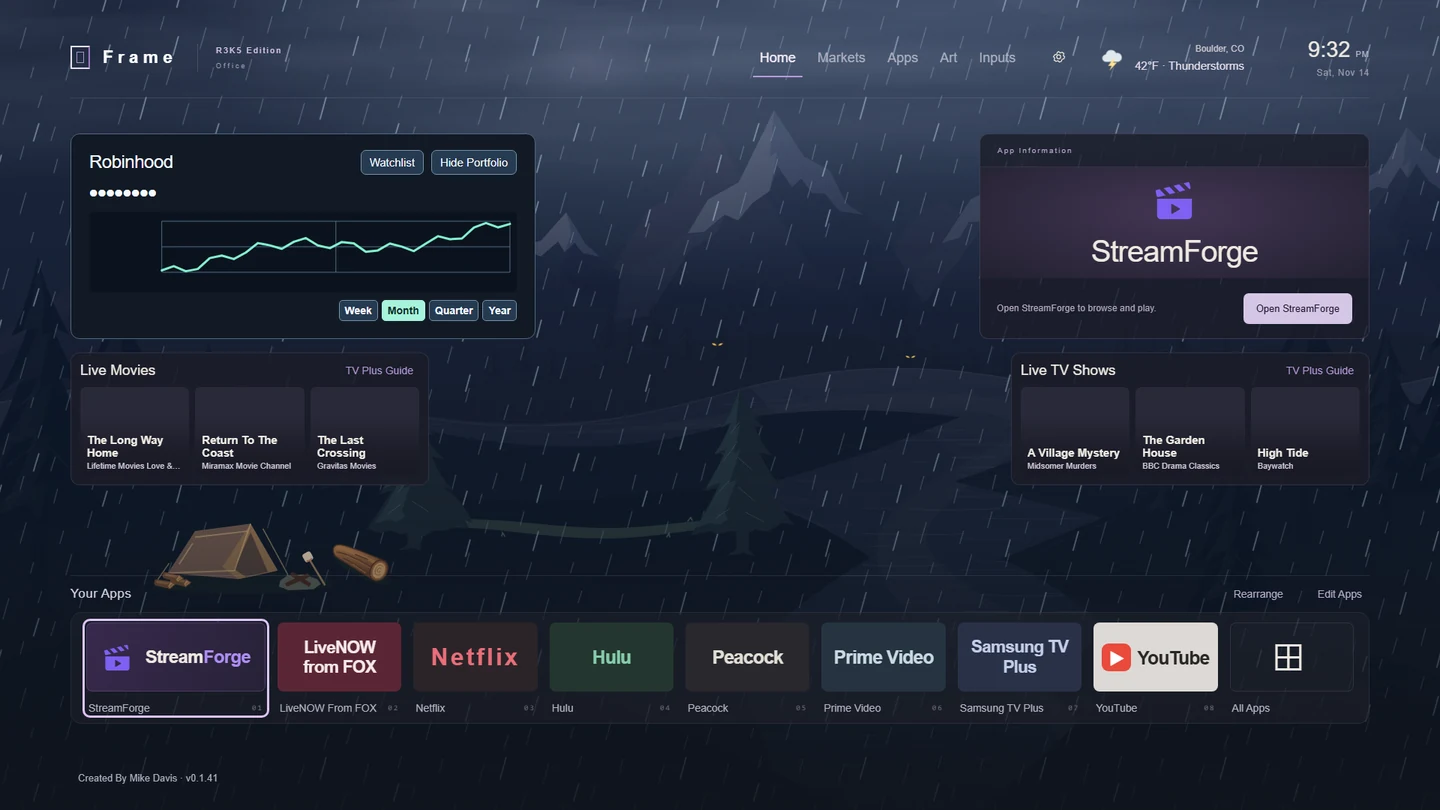 Frame
R3K5 Edition
Office
Home
Markets
Apps
Art
Inputs
Boulder, CO
42°F · Thunderstorms
9:32 PM
Sat, Nov 14
Robinhood
Watchlist
Hide Portfolio
●●●●●●●●
Week
Month
Quarter
Year
App Information
StreamForge
Open StreamForge to browse and play.
Open StreamForge
Live Movies
TV Plus Guide
The Long Way
Home
Lifetime Movies Love &...
Return To The
Coast
Miramax Movie Channel
The Last
Crossing
Gravitas Movies
Live TV Shows
TV Plus Guide
A Village Mystery
Midsomer Murders
The Garden
House
BBC Drama Classics
High Tide
Baywatch
Your Apps
Rearrange
Edit Apps
StreamForge
StreamForge
01
LiveNOW
from FOX
LiveNOW From FOX
02
Netflix
Netflix
03
Hulu
Hulu
04
Peacock
Peacock
05
Prime Video
Prime Video
06
Samsung TV
Plus
Samsung TV Plus
07
YouTube
YouTube
08
All Apps
Created By Mike Davis · v0.1.41